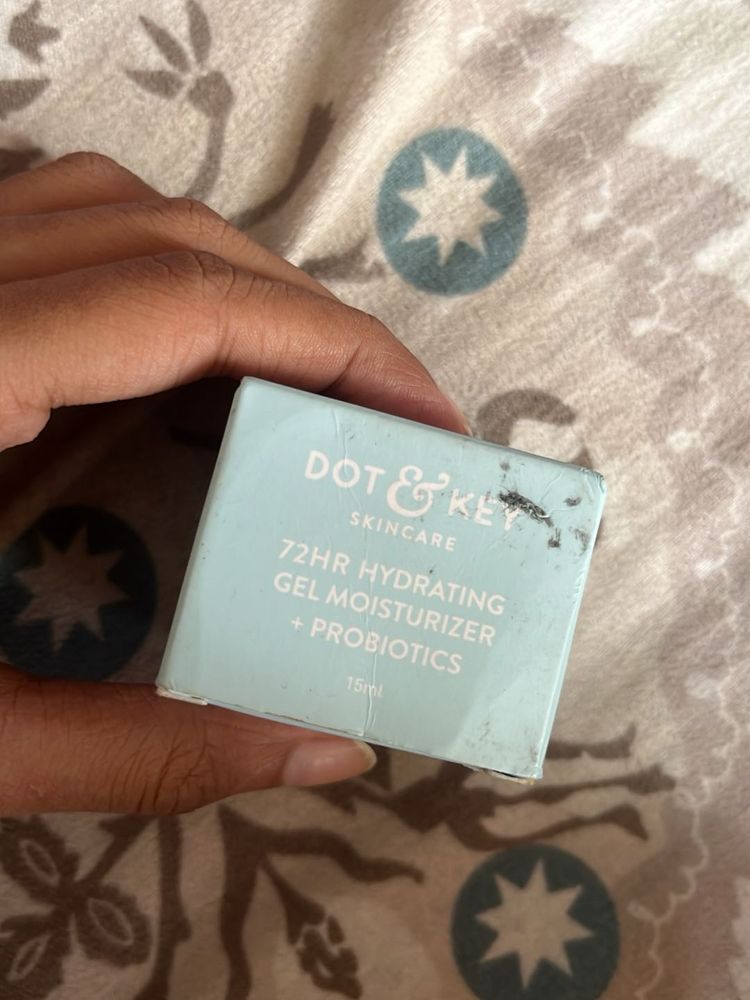 DOT & KEY
SKINCARE
72HR HYDRATING
GEL MOISTURIZER
+ PROBIOTICS
15ml